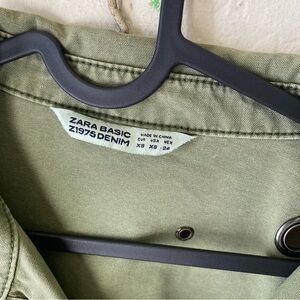 ZARA BASIC
Z1975 DENIM
MADE IN CHINA
EUR USA MEX
XS XS 24